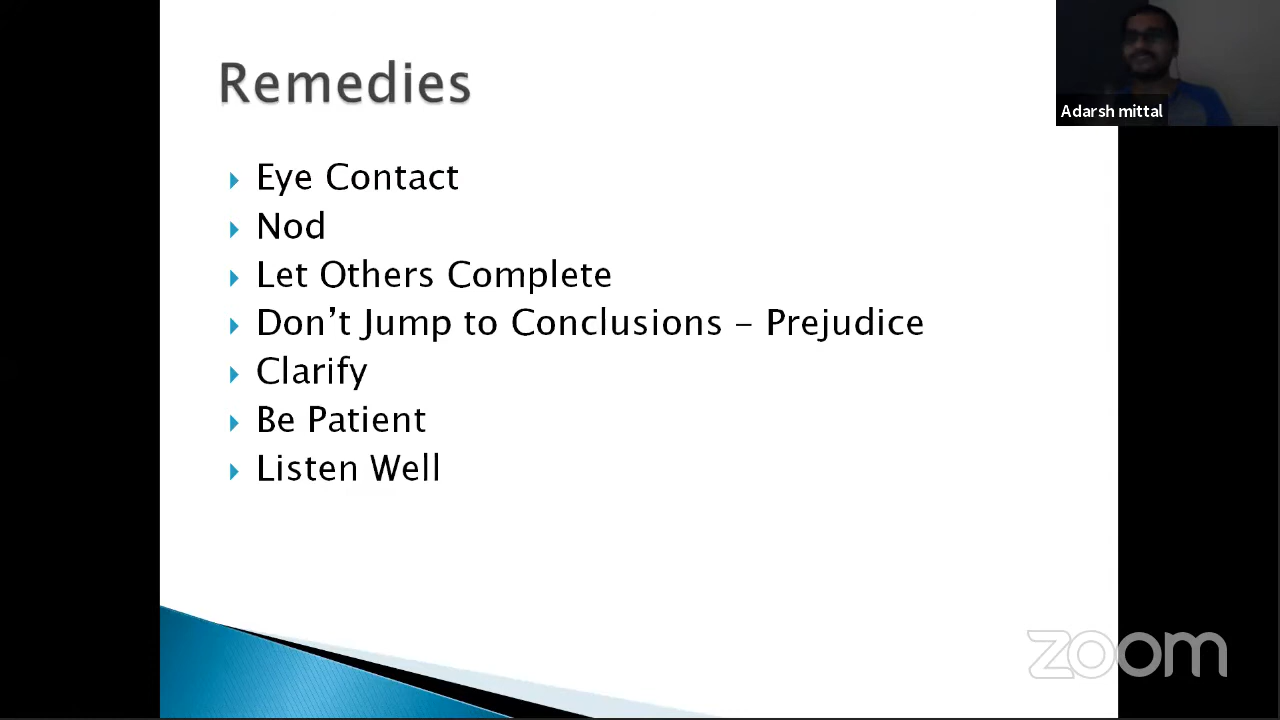 Remedies
Adarsh mittal
Eye Contact
Nod
Let Others Complete
Don’t Jump to Conclusions – Prejudice
Clarify
Be Patient
Listen Well
zoom